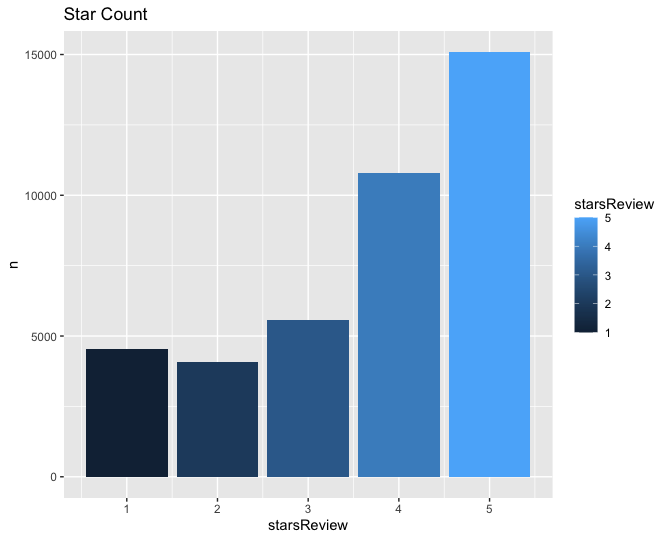 Star Count
15000
10000
5000
0
n
1 2 3 4 5
starsReview
starsReview
5
4
3
2
1